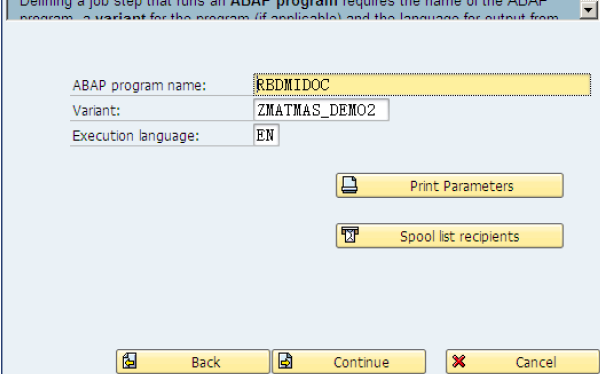 Defining a job step that runs an ABAP program requires the name of the ABAP
program, a variant for the program (if applicable) and the language for output from
ABAP program name: RBDMIDOC
Variant: ZMATMAS_DEMO2
Execution language: EN
Print Parameters
Spool list recipients
Back Continue Cancel